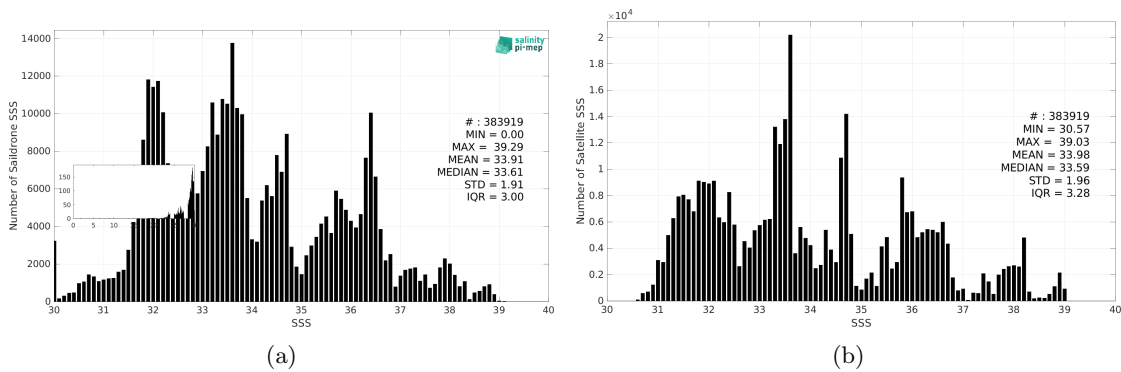 salinity
pi-mep
Number of Saildrone SSS
14000
12000
10000
8000
6000
4000
2000
0
# : 383919
MIN = 0.00
MAX = 39.29
MEAN = 33.91
MEDIAN = 33.61
STD = 1.91
IQR = 3.00
150
100
50
0
0 5 10 15 20 25
30 31 32 33 34 35 36 37 38 39 40
SSS
(a)
×10⁴
Number of Satellite SSS
2
1.8
1.6
1.4
1.2
1
0.8
0.6
0.4
0.2
0
# : 383919
MIN = 30.57
MAX = 39.03
MEAN = 33.98
MEDIAN = 33.59
STD = 1.96
IQR = 3.28
30 31 32 33 34 35 36 37 38 39 40
SSS
(b)